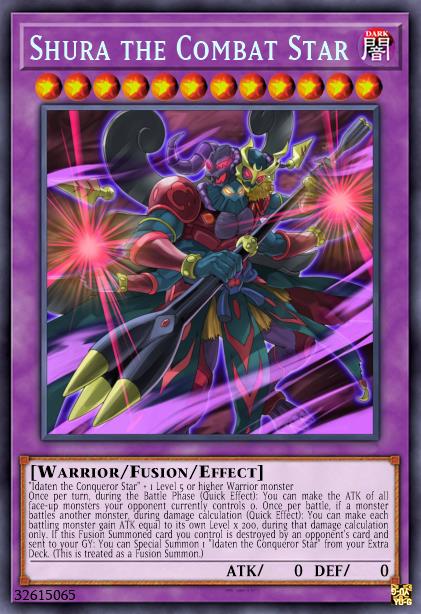 Shura the Combat Star
DARK
闇
[Warrior/Fusion/Effect]
"Idaten the Conqueror Star" + 1 Level 5 or higher Warrior monster
Once per turn, during the Battle Phase (Quick Effect): You can make the ATK of all
face-up monsters your opponent currently controls 0. Once per battle, if a monster
battles another monster, during damage calculation (Quick Effect): You can make each
battling monster gain ATK equal to its own Level x 200, during that damage calculation
only. If this Fusion Summoned card you control is destroyed by an opponent's card and
sent to your GY: You can Special Summon 1 "Idaten the Conqueror Star" from your Extra
Deck. (This is treated as a Fusion Summon.)
ATK/ 0 DEF/ 0
32615065